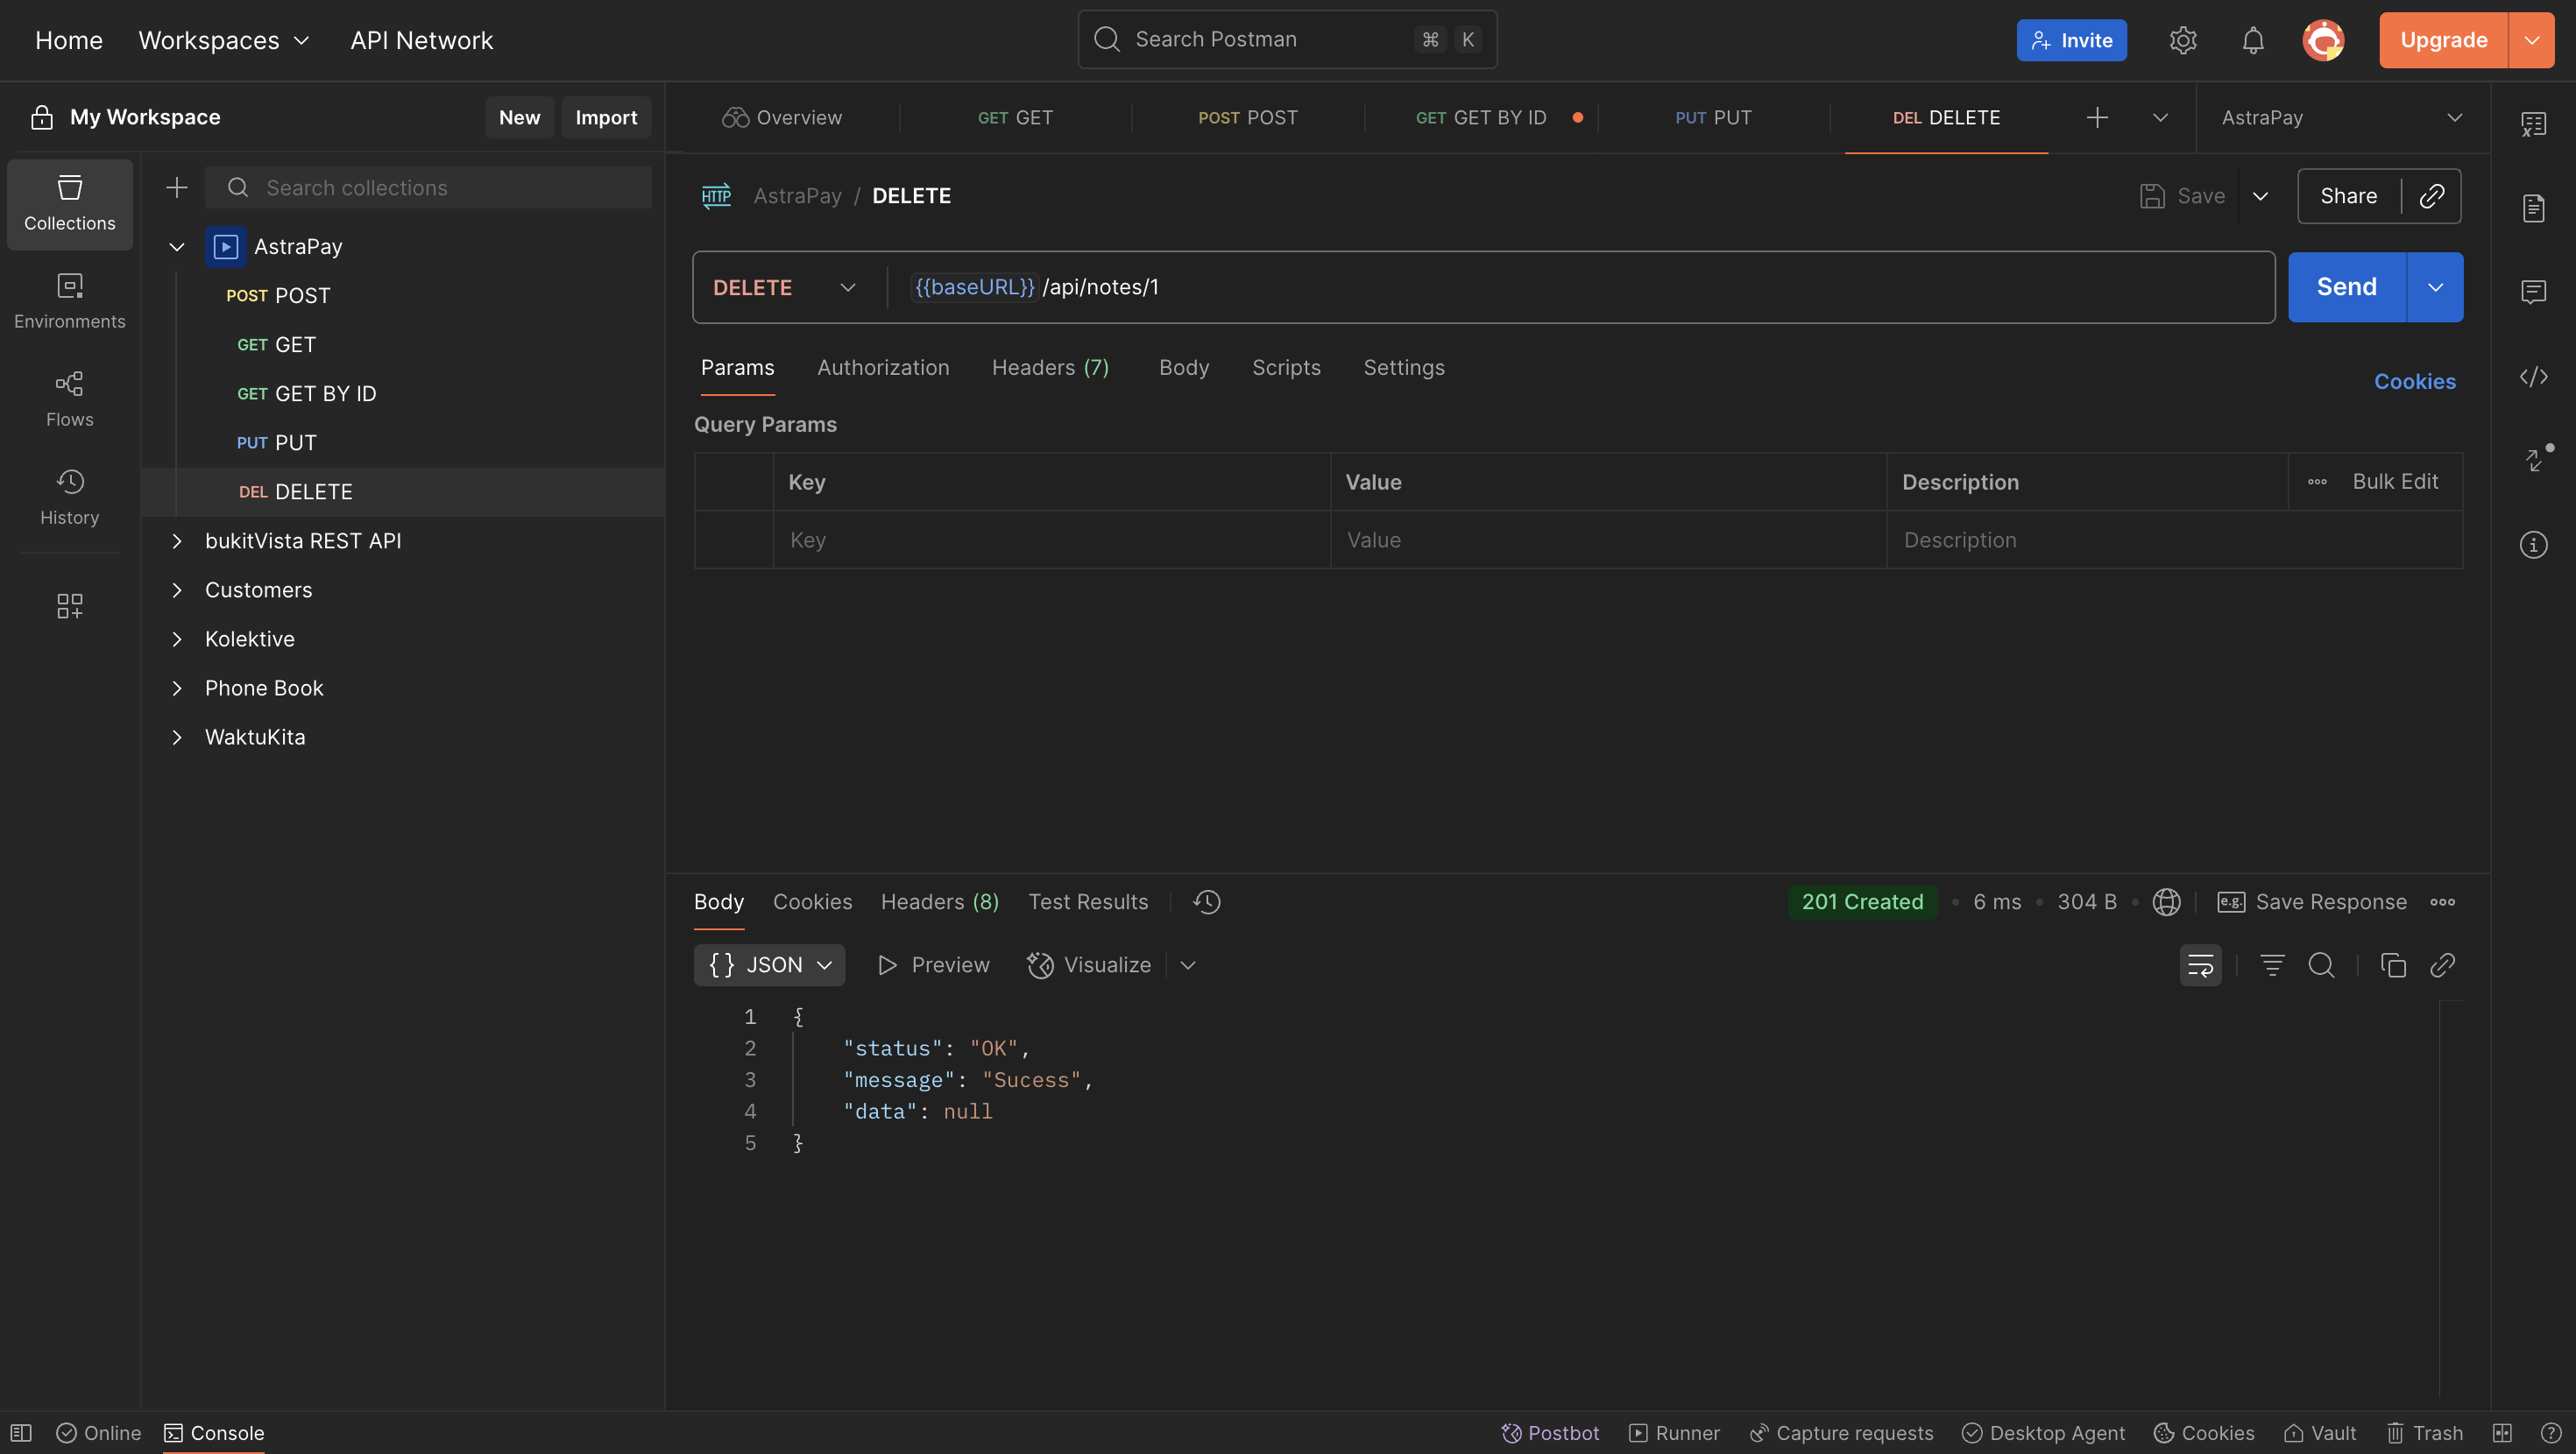 Home Workspaces API Network Search Postman ⌘ K Invite Upgrade
My Workspace New Import
Overview GET GET POST POST GET GET BY ID PUT PUT DEL DELETE AstraPay
Collections
Environments
Flows
History
Search collections
AstraPay
POST POST
GET GET
GET GET BY ID
PUT PUT
DEL DELETE
bukitVista REST API
Customers
Kolektive
Phone Book
WaktuKita
HTTP AstraPay / DELETE Save Share
DELETE {{baseURL}} /api/notes/1 Send
Params Authorization Headers (7) Body Scripts Settings Cookies
Query Params
Key Value Description Bulk Edit
Key Value Description
Body Cookies Headers (8) Test Results 201 Created • 6 ms • 304 B • e.g. Save Response
{ } JSON Preview Visualize
1 {
2 "status": "OK",
3 "message": "Sucess",
4 "data": null
5 }
Online Console Postbot Runner Capture requests Desktop Agent Cookies Vault Trash